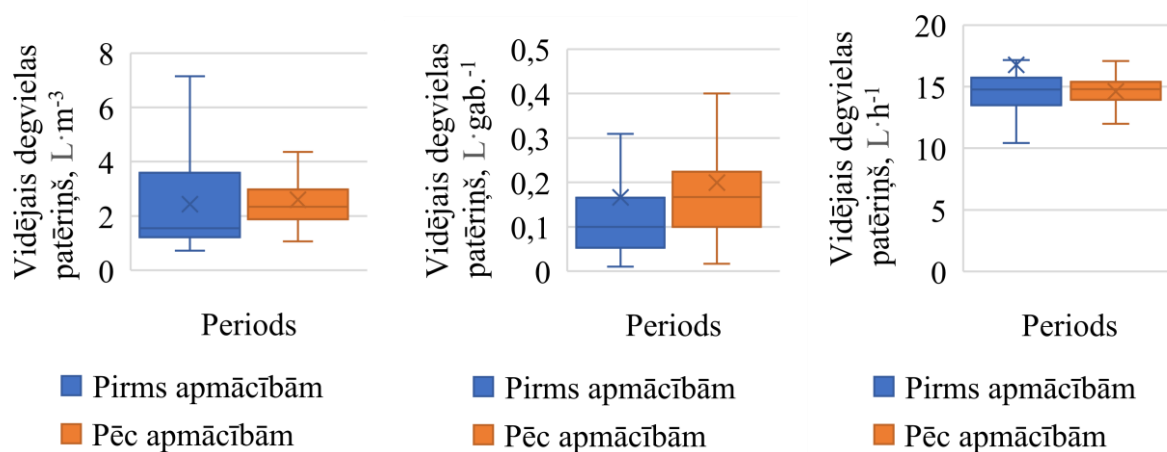 Vidējais degvielas
patēriņš, L·m⁻³
8
6
4
2
0
Periods
Pirms apmācībām
Pēc apmācībām
Vidējais degvielas
patēriņš, L·gab.⁻¹
0,5
0,4
0,3
0,2
0,1
0
Periods
Pirms apmācībām
Pēc apmācībām
Vidējais degvielas
patēriņš, L·h⁻¹
20
15
10
5
0
Periods
Pirms apmācībām
Pēc apmācībām